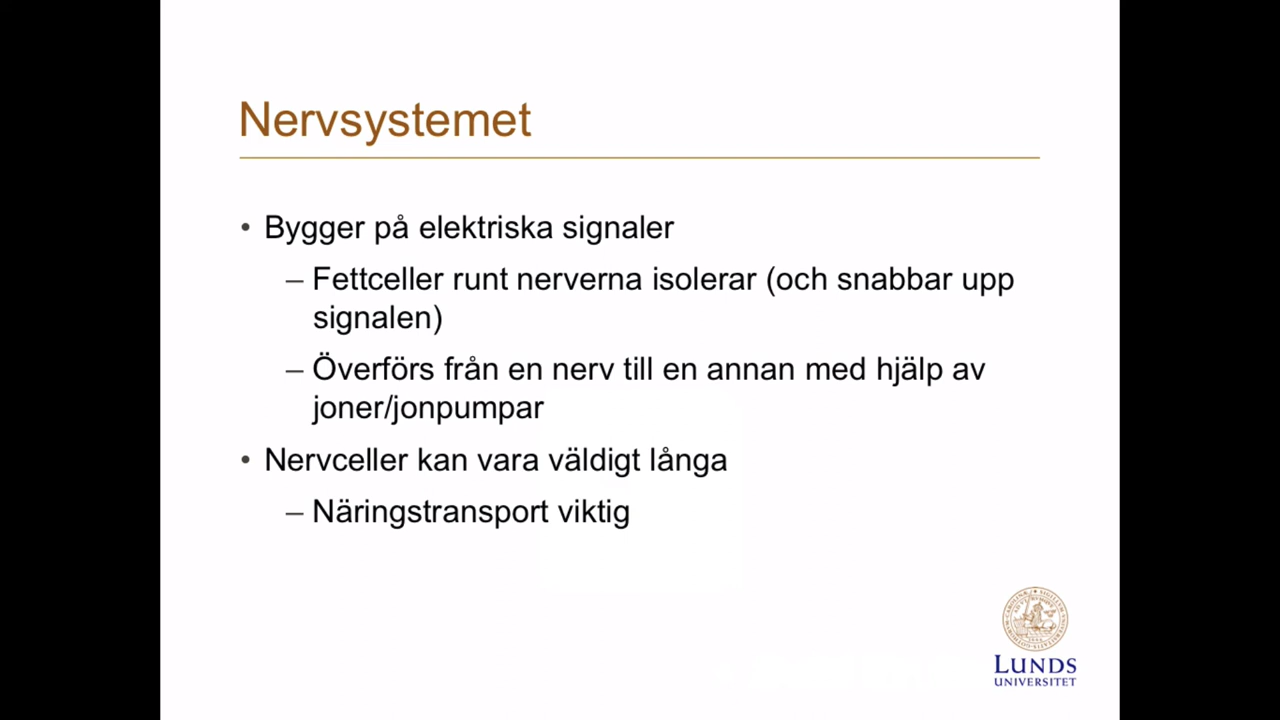 Nervsystemet
• Bygger på elektriska signaler
– Fettceller runt nerverna isolerar (och snabbar upp
signalen)
– Överförs från en nerv till en annan med hjälp av
joner/jonpumpar
• Nervceller kan vara väldigt långa
– Näringstransport viktig
LUNDS
UNIVERSITET